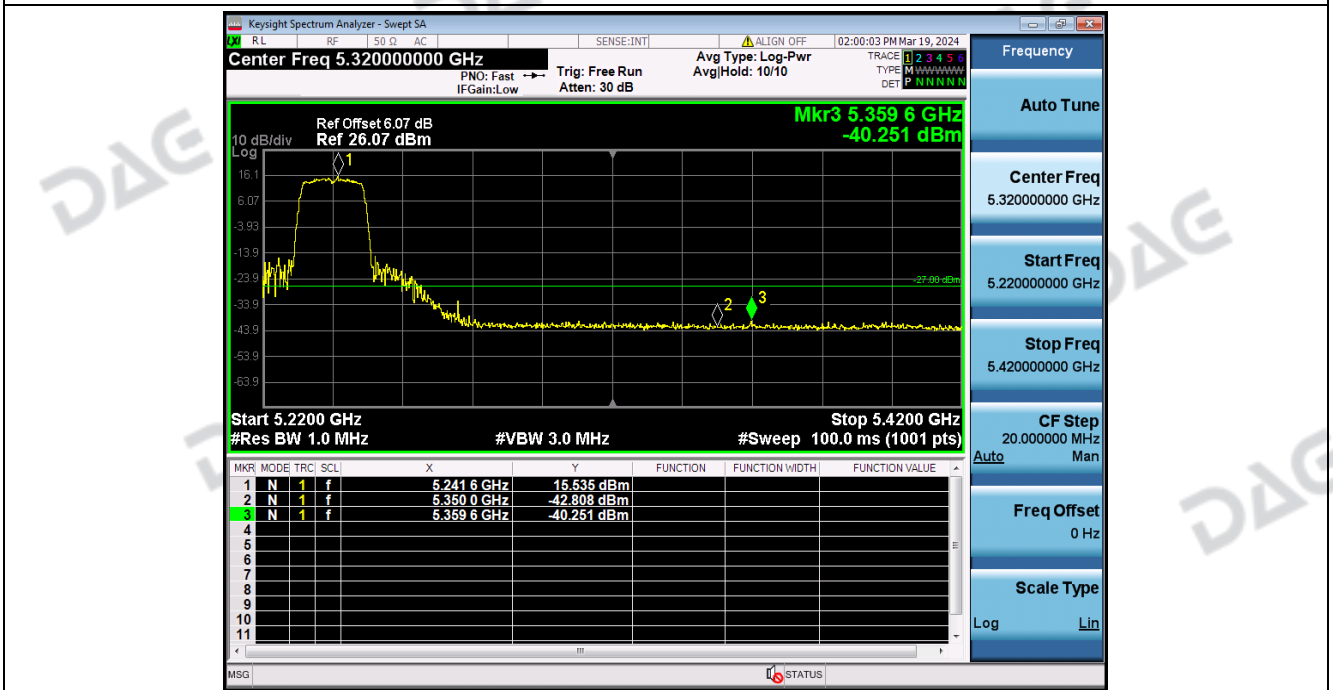 Keysight Spectrum Analyzer - Swept SA
LXI RL RF 50 Ω AC SENSE:INT ALIGN OFF 02:00:03 PM Mar 19, 2024
Center Freq 5.320000000 GHz
PNO: Fast
IFGain:Low
Trig: Free Run
Atten: 30 dB
Avg Type: Log-Pwr
Avg|Hold: 10/10
TRACE 1 2 3 4 5 6
TYPE M W W W W W
DET P N N N N N
Frequency
Mkr3 5.359 6 GHz
-40.251 dBm
Ref Offset 6.07 dB
10 dB/div Ref 26.07 dBm
Log
16.1
6.07
-3.93
-13.9
-23.9
-33.9
-43.9
-53.9
-63.9
1
2
3
-27.00 dBm
Start 5.2200 GHz Stop 5.4200 GHz
#Res BW 1.0 MHz #VBW 3.0 MHz #Sweep 100.0 ms (1001 pts)
MKR MODE TRC SCL X Y FUNCTION FUNCTION WIDTH FUNCTION VALUE
1 N 1 f 5.241 6 GHz 15.535 dBm
2 N 1 f 5.350 0 GHz -42.808 dBm
3 N 1 f 5.359 6 GHz -40.251 dBm
4
5
6
7
8
9
10
11
MSG STATUS
Auto Tune
Center Freq
5.320000000 GHz
Start Freq
5.220000000 GHz
Stop Freq
5.420000000 GHz
CF Step
20.000000 MHz
Auto Man
Freq Offset
0 Hz
Scale Type
Log Lin
DAG
DAG
DAG